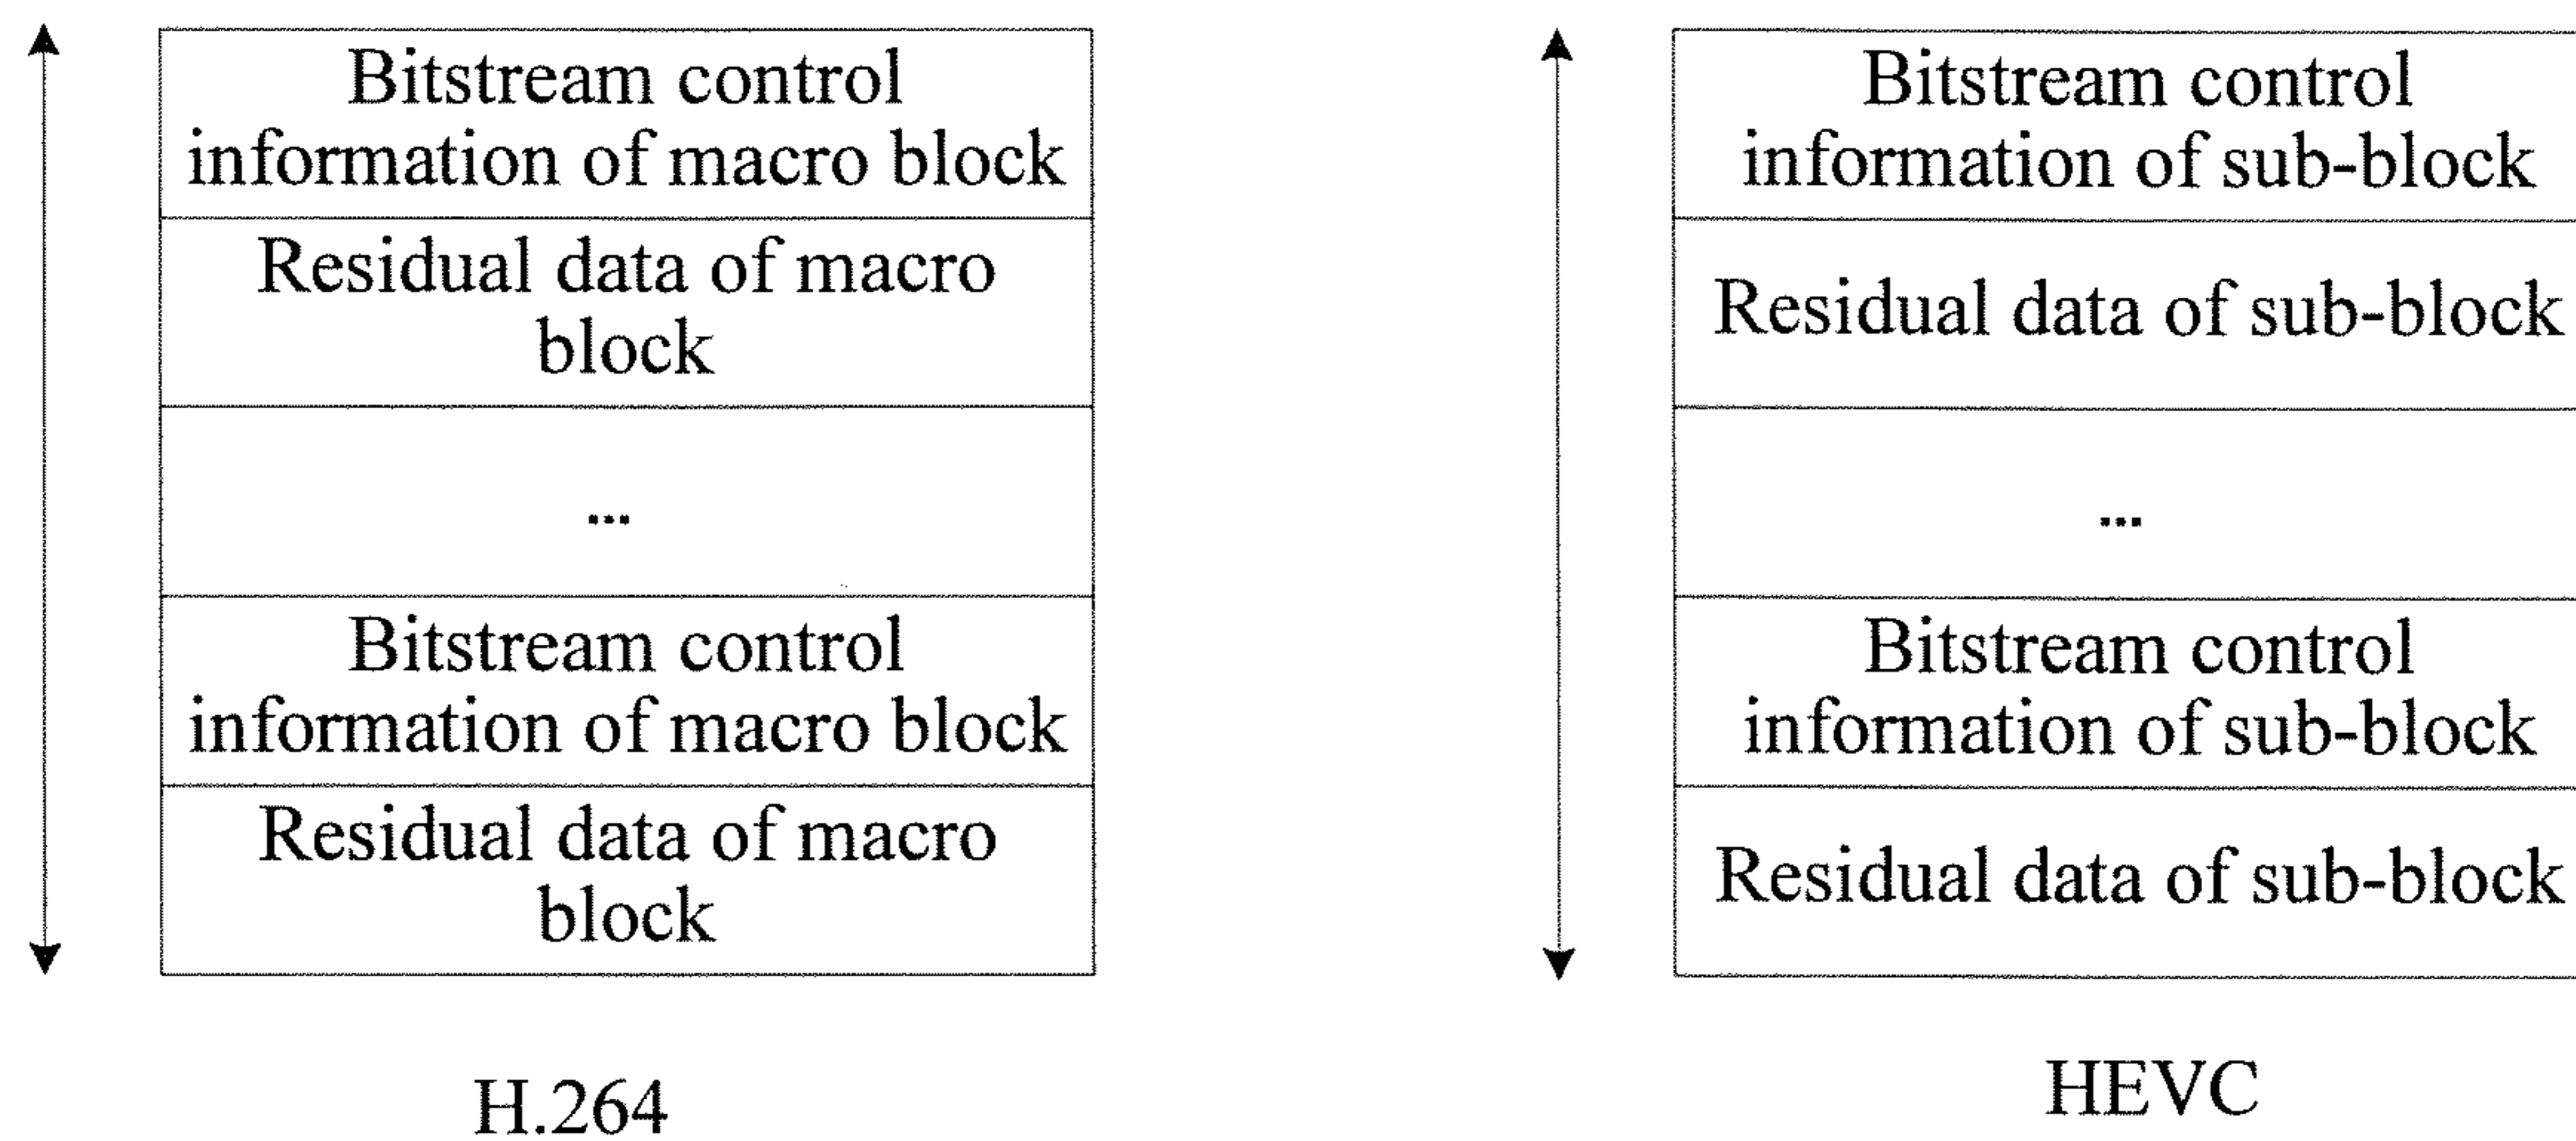 Bitstream control
information of macro block
Residual data of macro
block
...
Bitstream control
information of macro block
Residual data of macro
block
H.264
Bitstream control
information of sub-block
Residual data of sub-block
...
Bitstream control
information of sub-block
Residual data of sub-block
HEVC